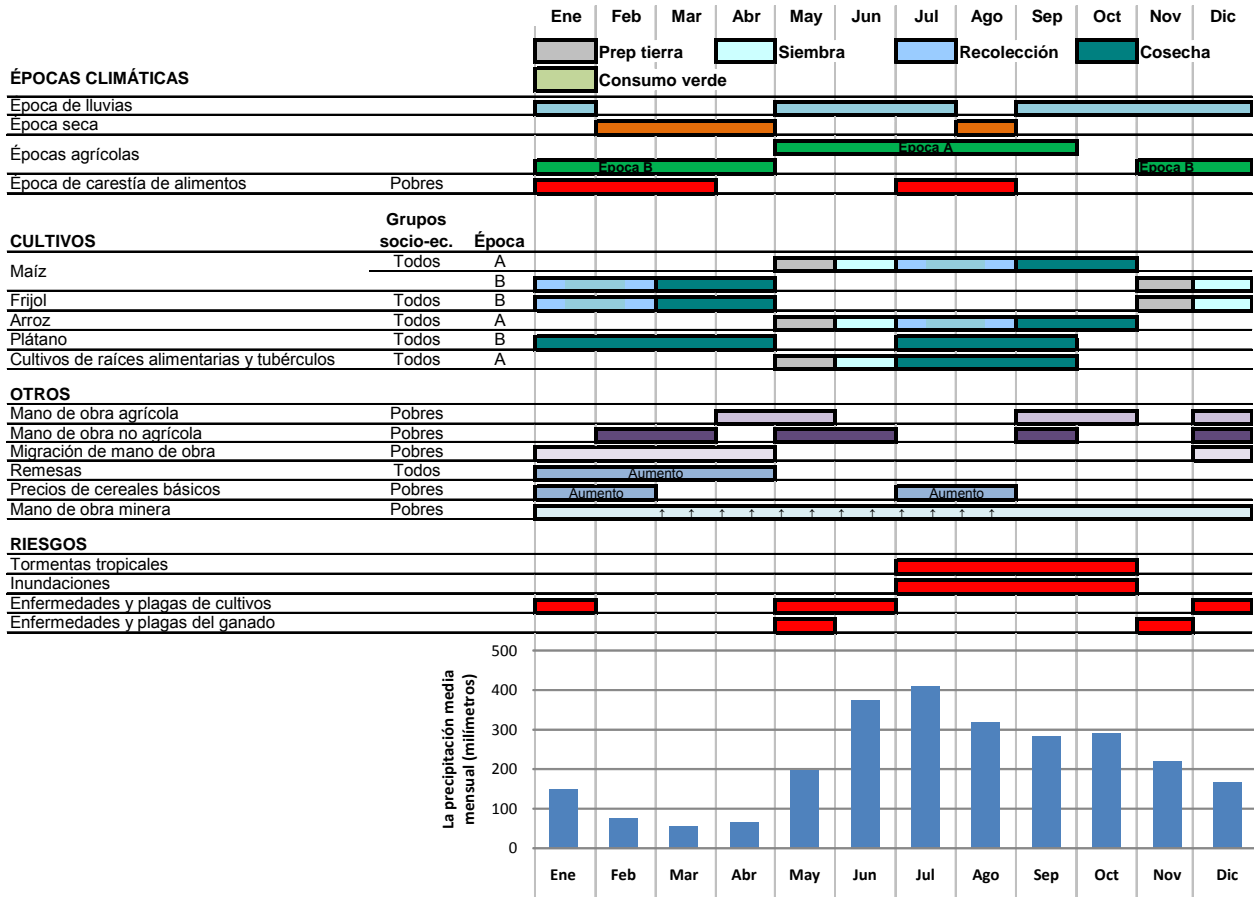 Ene Feb Mar Abr May Jun Jul Ago Sep Oct Nov Dic
Prep tierra Siembra Recolección Cosecha
ÉPOCAS CLIMÁTICAS Consumo verde
Época de lluvias
Época seca
Épocas agrícolas
Época A
Época B Época B
Época de carestía de alimentos Pobres
Grupos
CULTIVOS socio-ec. Época
Maíz Todos A
B
Frijol Todos B
Arroz Todos A
Plátano Todos B
Cultivos de raíces alimentarias y tubérculos Todos A
OTROS
Mano de obra agrícola Pobres
Mano de obra no agrícola Pobres
Migración de mano de obra Pobres
Remesas Todos Aumento
Precios de cereales básicos Pobres Aumento Aumento
Mano de obra minera Pobres ↑ ↑ ↑ ↑ ↑ ↑ ↑ ↑ ↑ ↑ ↑ ↑
RIESGOS
Tormentas tropicales
Inundaciones
Enfermedades y plagas de cultivos
Enfermedades y plagas del ganado
La precipitación media
mensual (milímetros)
500
400
300
200
100
0
Ene Feb Mar Abr May Jun Jul Ago Sep Oct Nov Dic